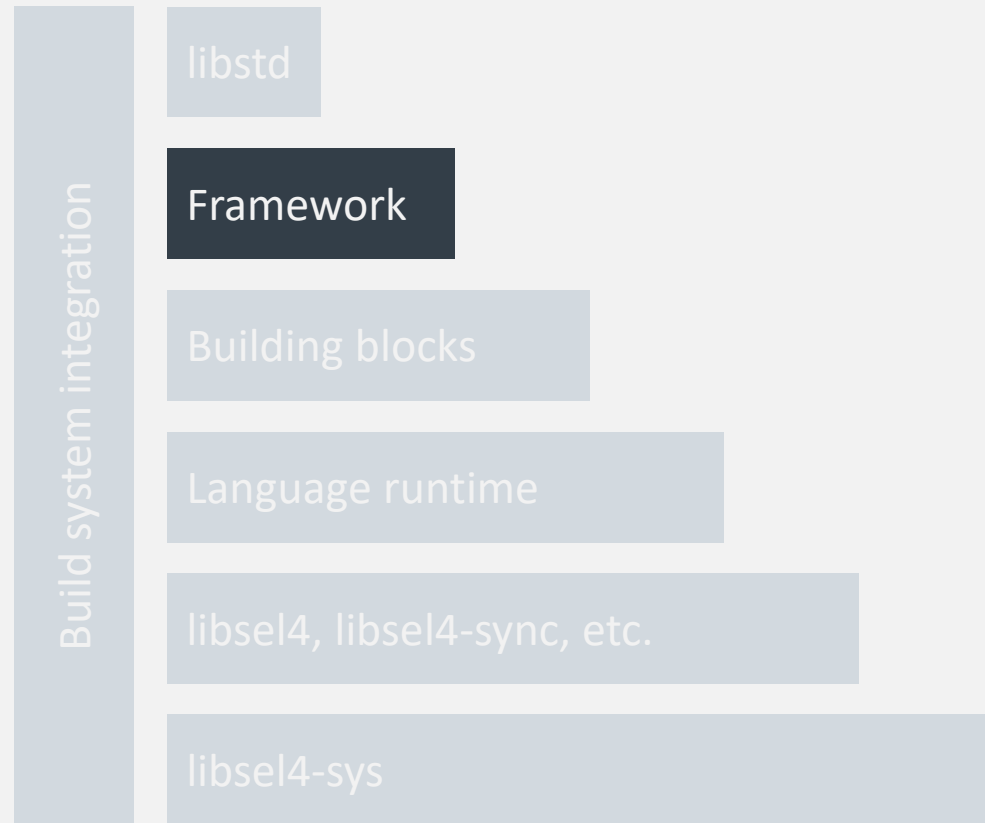 Build system integration
libstd
Framework
Building blocks
Language runtime
libsel4, libsel4-sync, etc.
libsel4-sys